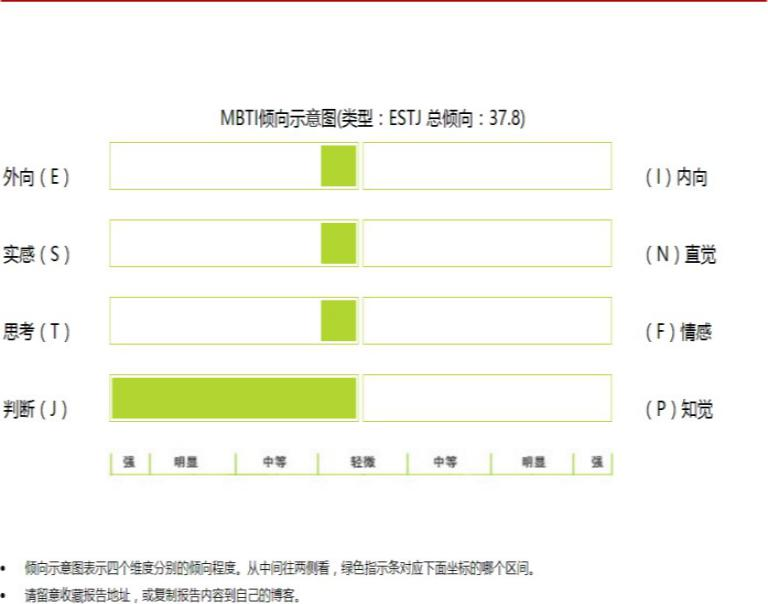 MBTI倾向示意图(类型：ESTJ 总倾向：37.8)
外向（E） （I）内向
实感（S） （N）直觉
思考（T） （F）情感
判断（J） （P）知觉
强 明显 中等 轻微 中等 明显 强
• 倾向示意图表示四个维度分别的倾向程度。从中间往两侧看，绿色指示条对应下面坐标的哪个区间。
• 请留意收藏报告地址，或复制报告内容到自己的博客。